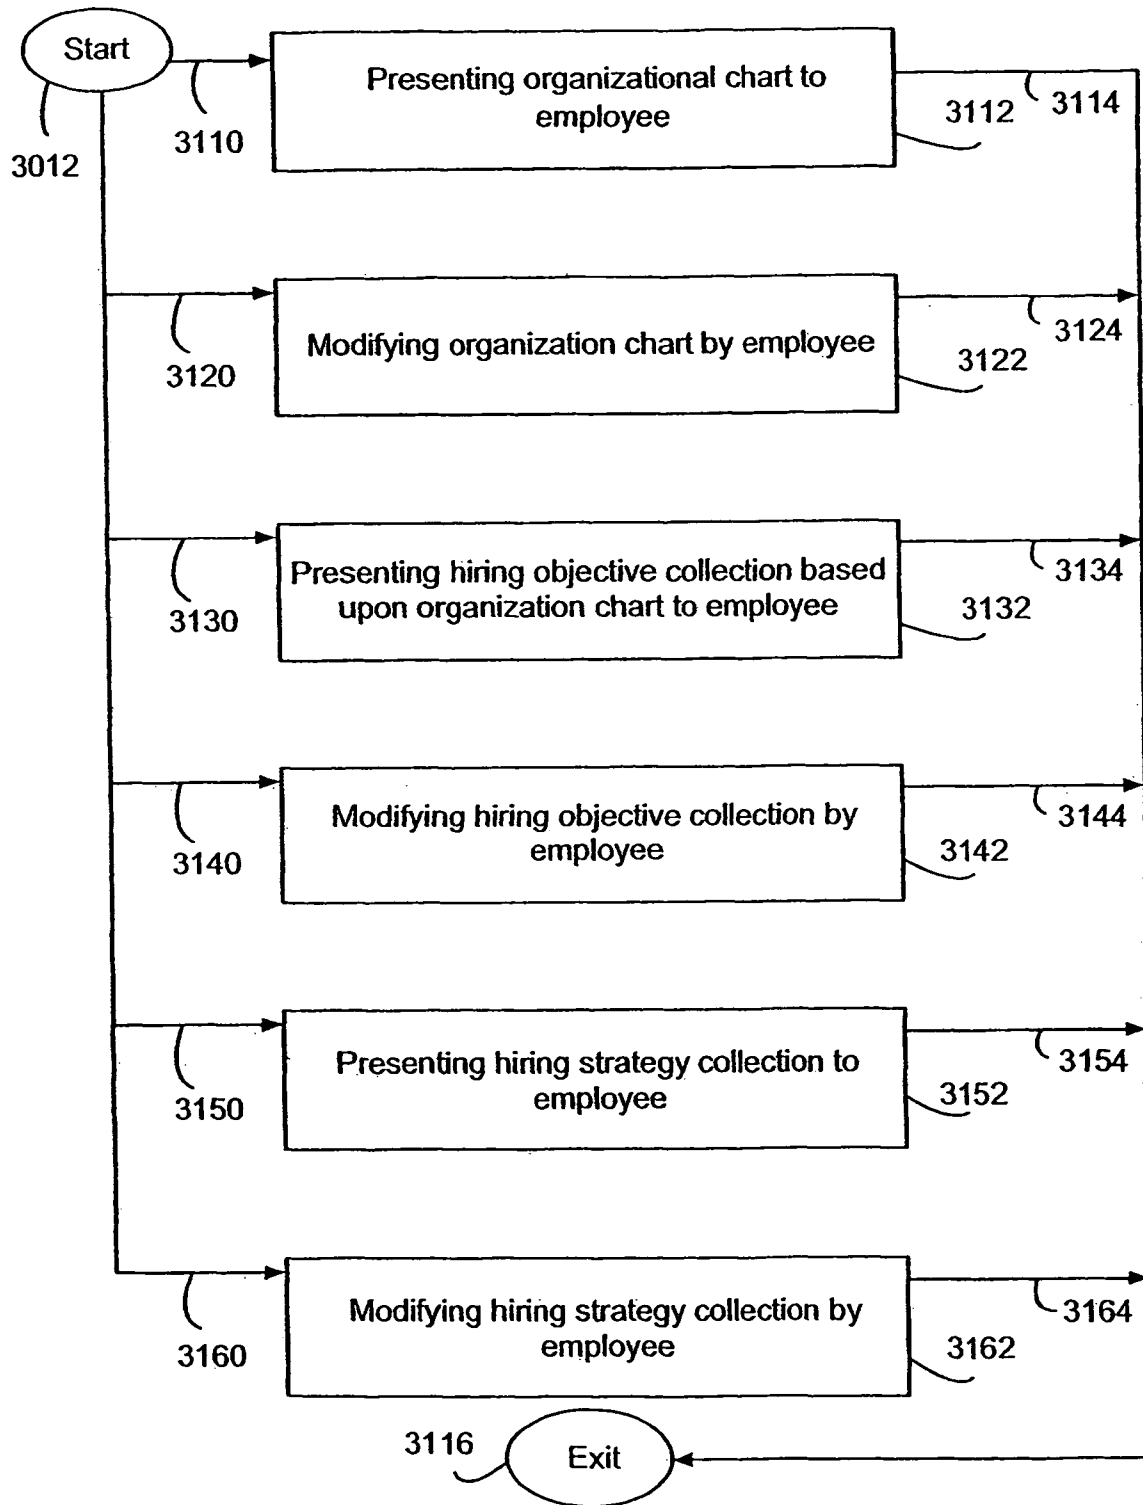 Start
3012
3110
Presenting organizational chart to
employee
3112
3114
3120
Modifying organization chart by employee
3122
3124
3130
Presenting hiring objective collection based
upon organization chart to employee
3132
3134
3140
Modifying hiring objective collection by
employee
3142
3144
3150
Presenting hiring strategy collection to
employee
3152
3154
3160
Modifying hiring strategy collection by
employee
3162
3164
3116
Exit